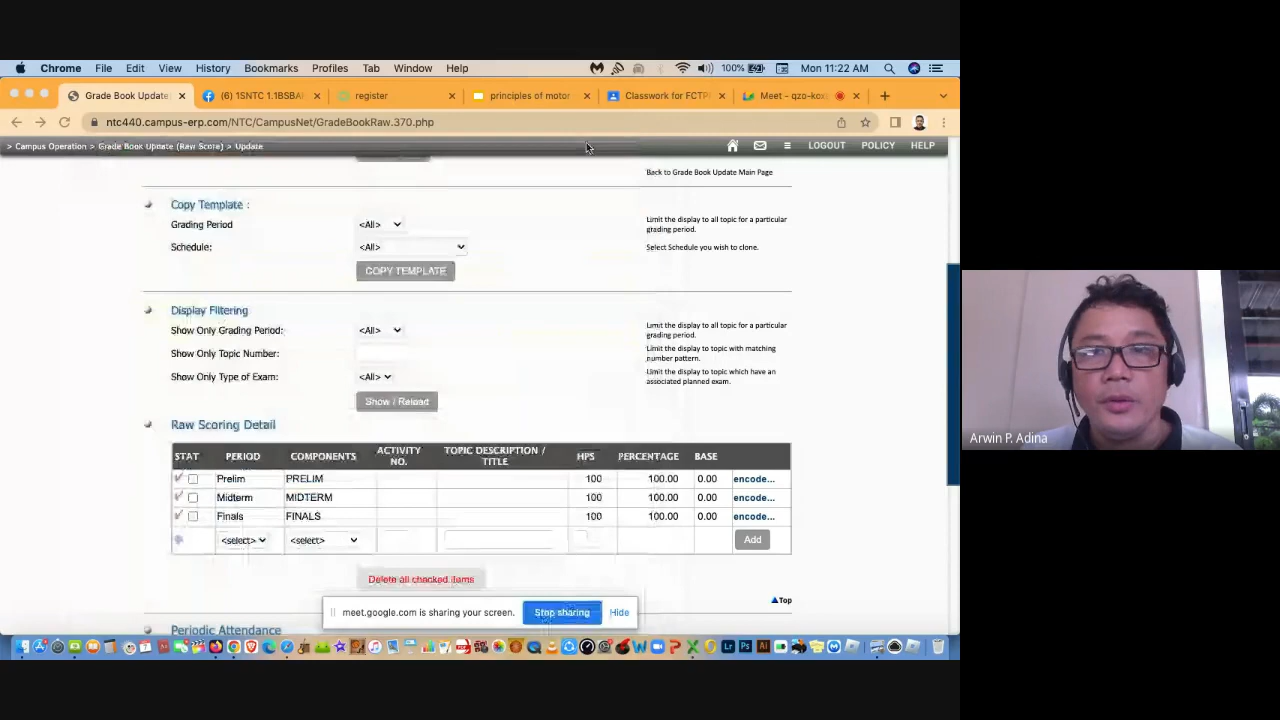 Chrome File Edit View History Bookmarks Profiles Tab Window Help 100% Mon 11:22 AM
Grade Book Update (6) 1SNTC 1.1BSBA register principles of motor Classwork for FCTP Meet - qzo-kox
ntc440.campus-erp.com/NTC/CampusNet/GradeBookRaw.370.php
> Campus Operation > Grade Book Update (Raw Score) > Update LOGOUT POLICY HELP
Back to Grade Book Update Main Page
Copy Template :
Grading Period <All> Limit the display to all topic for a particular
grading period.
Schedule: <All> Select Schedule you wish to clone.
COPY TEMPLATE
Display Filtering
Show Only Grading Period: <All> Limit the display to all topic for a particular
grading period.
Show Only Topic Number: Limit the display to topic with matching
number pattern.
Show Only Type of Exam: <All> Limit the display to topic which have an
associated planned exam.
Show / Reload
Raw Scoring Detail
STAT PERIOD COMPONENTS ACTIVITY NO. TOPIC DESCRIPTION / TITLE HPS PERCENTAGE BASE
Prelim PRELIM 100 100.00 0.00 encode...
Midterm MIDTERM 100 100.00 0.00 encode...
Finals FINALS 100 100.00 0.00 encode...
<select> <select> Add
Delete all checked items
Top
meet.google.com is sharing your screen. Stop sharing Hide
Periodic Attendance
Arwin P. Adina